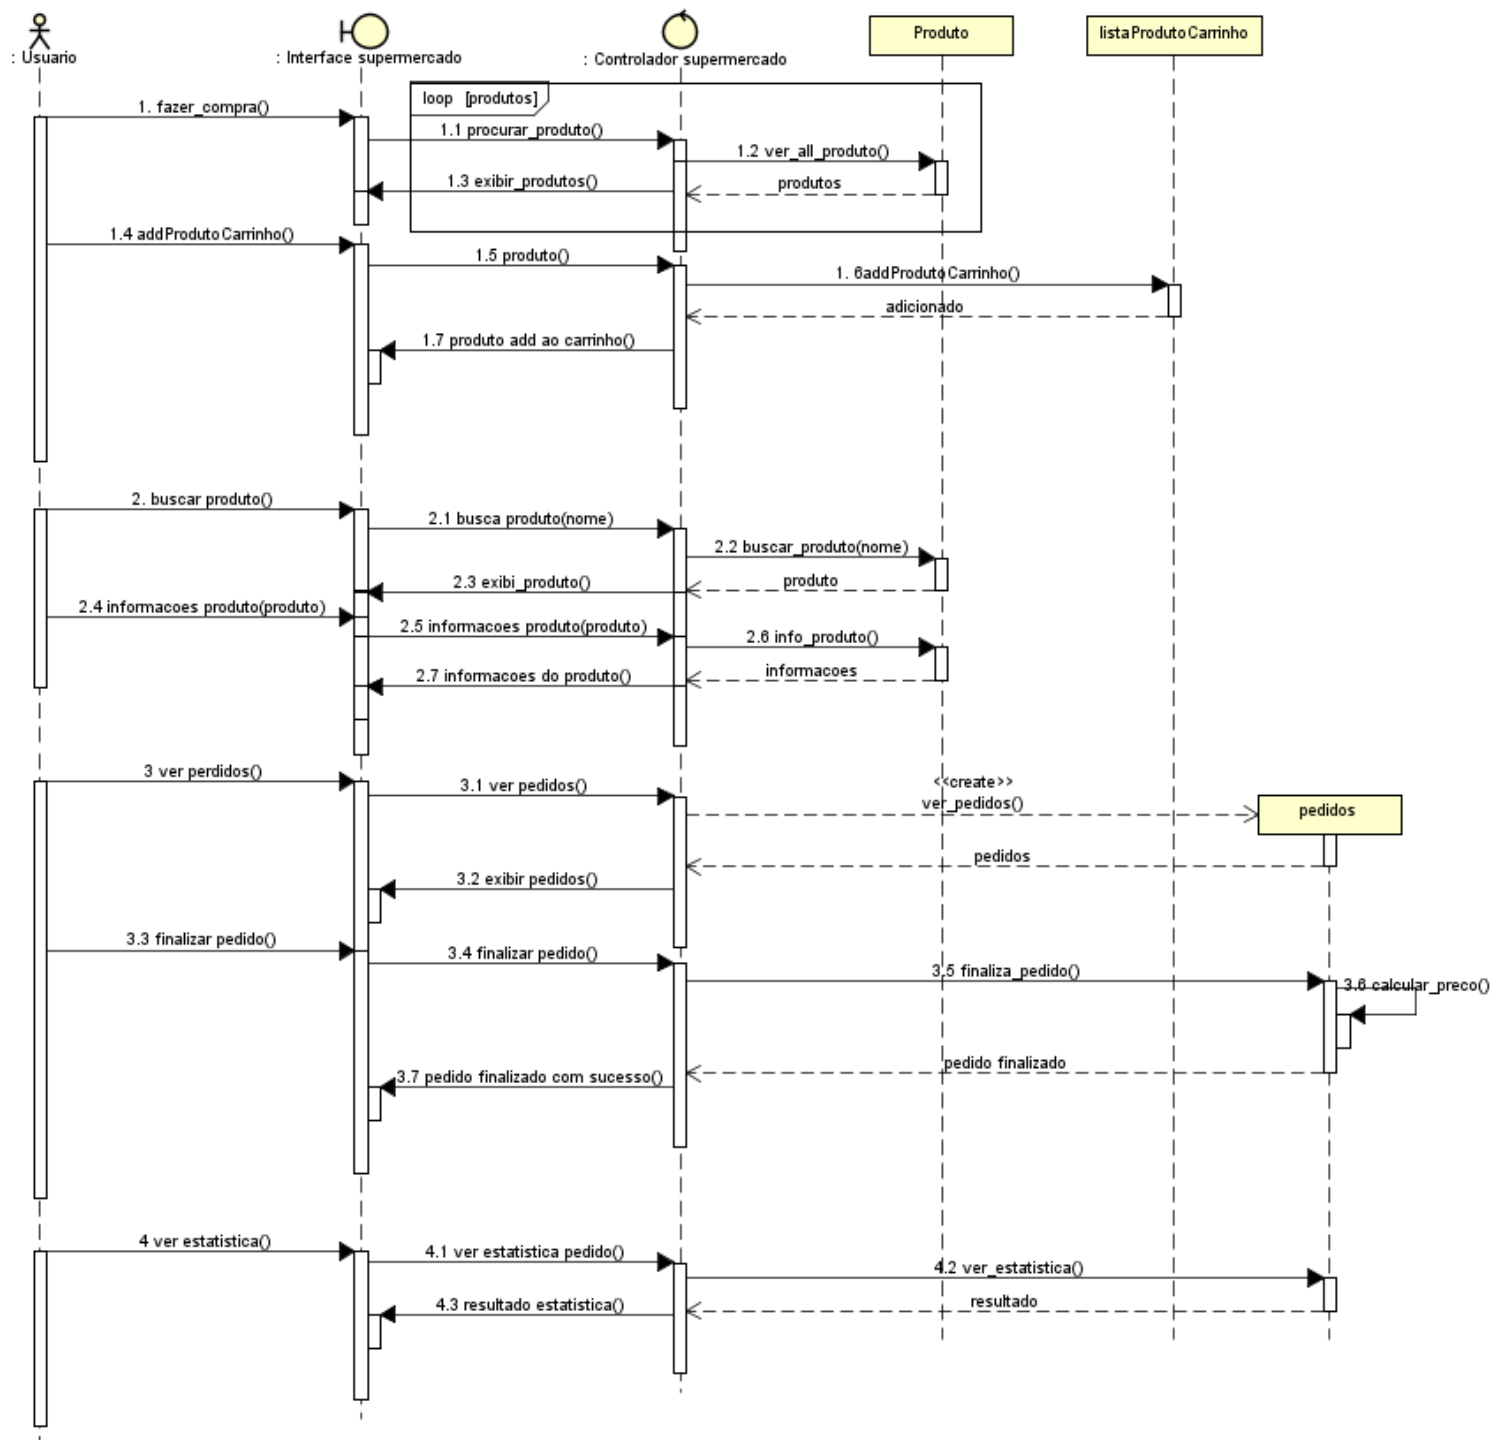 : Usuario
: Interface supermercado
: Controlador supermercado
Produto
listaProdutoCarrinho
loop [produtos]
1. fazer_compra()
1.1 procurar_produto()
1.2 ver_all_produto()
1.3 exibir_produtos()
produtos
1.4 addProdutoCarrinho()
1.5 produto()
1. 6addProdutoCarrinho()
adicionado
1.7 produto add ao carrinho()
2. buscar produto()
2.1 busca produto(nome)
2.2 buscar_produto(nome)
2.3 exibi_produto()
produto
2.4 informacoes produto(produto)
2.5 informacoes produto(produto)
2.6 info_produto()
2.7 informacoes do produto()
informacoes
3 ver perdidos()
3.1 ver pedidos()
<<create>>
ver_pedidos()
pedidos
pedidos
3.2 exibir pedidos()
3.3 finalizar pedido()
3.4 finalizar pedido()
3.5 finaliza_pedido()
3.6 calcular_preco()
pedido finalizado
3.7 pedido finalizado com sucesso()
4 ver estatistica()
4.1 ver estatistica pedido()
4.2 ver_estatistica()
4.3 resultado estatistica()
resultado